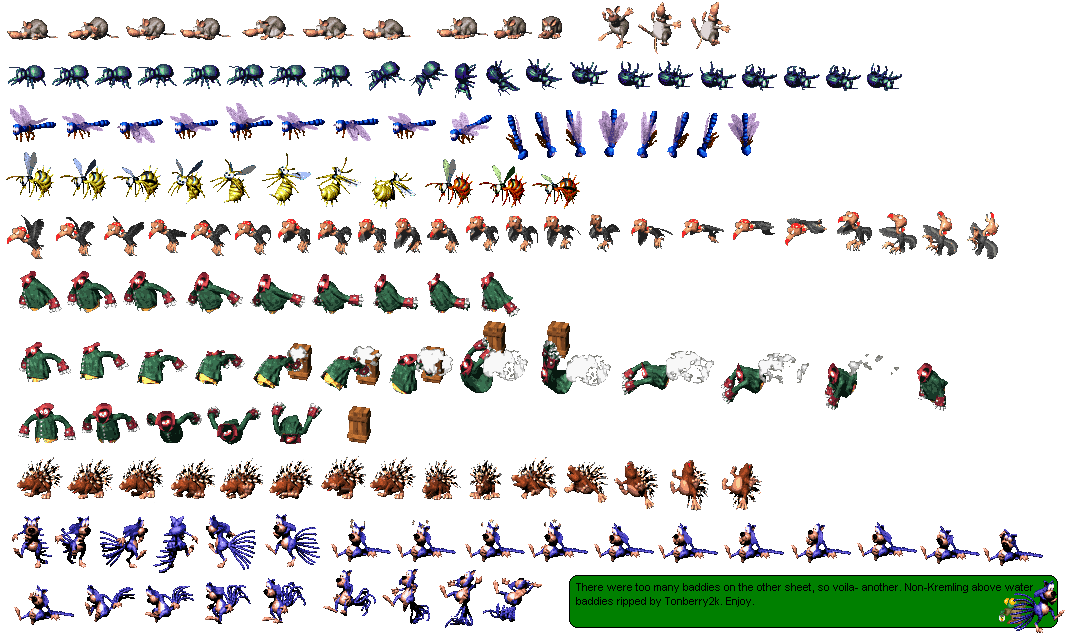 There were too many baddies on the other sheet, so voila- another. Non-Kremling above water
baddies ripped by Tonberry2k. Enjoy.